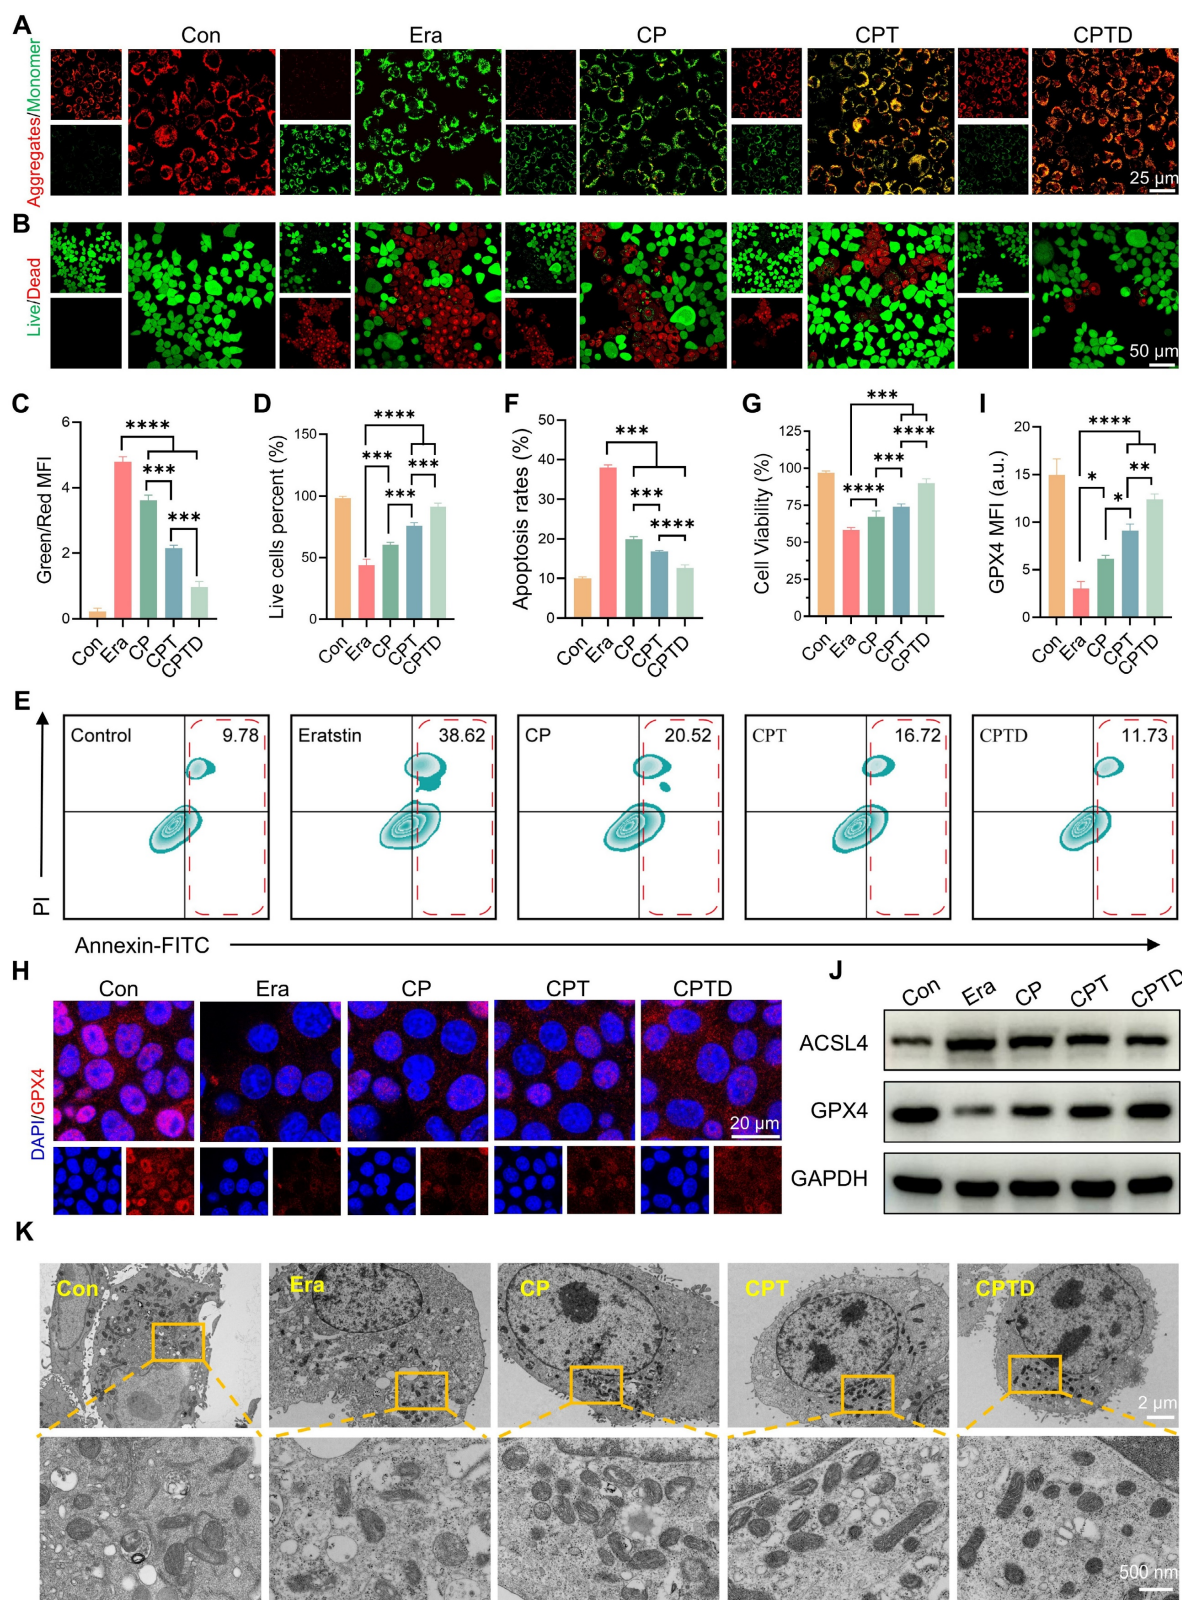 A
Con Era CP CPT CPTD
Aggregates/Monomer
25 µm
B
Live/Dead
50 µm
C
Green/Red MFI
6
4
2
0
****
***
***
Con Era CP CPT CPTD
D
Live cells percent (%)
150
100
50
0
****
***
***
***
Con Era CP CPT CPTD
F
Apoptosis rates (%)
50
40
30
20
10
0
***
***
****
Con Era CP CPT CPTD
G
Cell Viability (%)
125
100
75
50
25
0
***
****
***
****
Con Era CP CPT CPTD
I
GPX4 MFI (a.u.)
20
15
10
5
0
****
**
*
*
Con Era CP CPT CPTD
E
Control 9.78
Eratstin 38.62
CP 20.52
CPT 16.72
CPTD 11.73
PI
Annexin-FITC
H
Con Era CP CPT CPTD
DAPI/GPX4
20 µm
J
Con Era CP CPT CPTD
ACSL4
GPX4
GAPDH
K
Con Era CP CPT CPTD
2 µm
500 nm